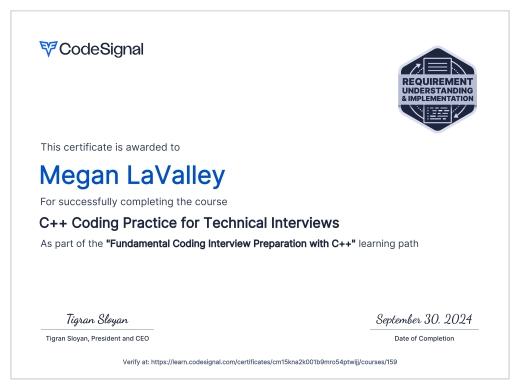 CodeSignal
REQUIREMENT
UNDERSTANDING
& IMPLEMENTATION
This certificate is awarded to
Megan LaValley
For successfully completing the course
C++ Coding Practice for Technical Interviews
As part of the "Fundamental Coding Interview Preparation with C++" learning path
Tigran Sloyan
September 30, 2024
Tigran Sloyan, President and CEO
Date of Completion
Verify at: https://learn.codesignal.com/certificates/cm15kna2k001b9mro54ptwijj/courses/159